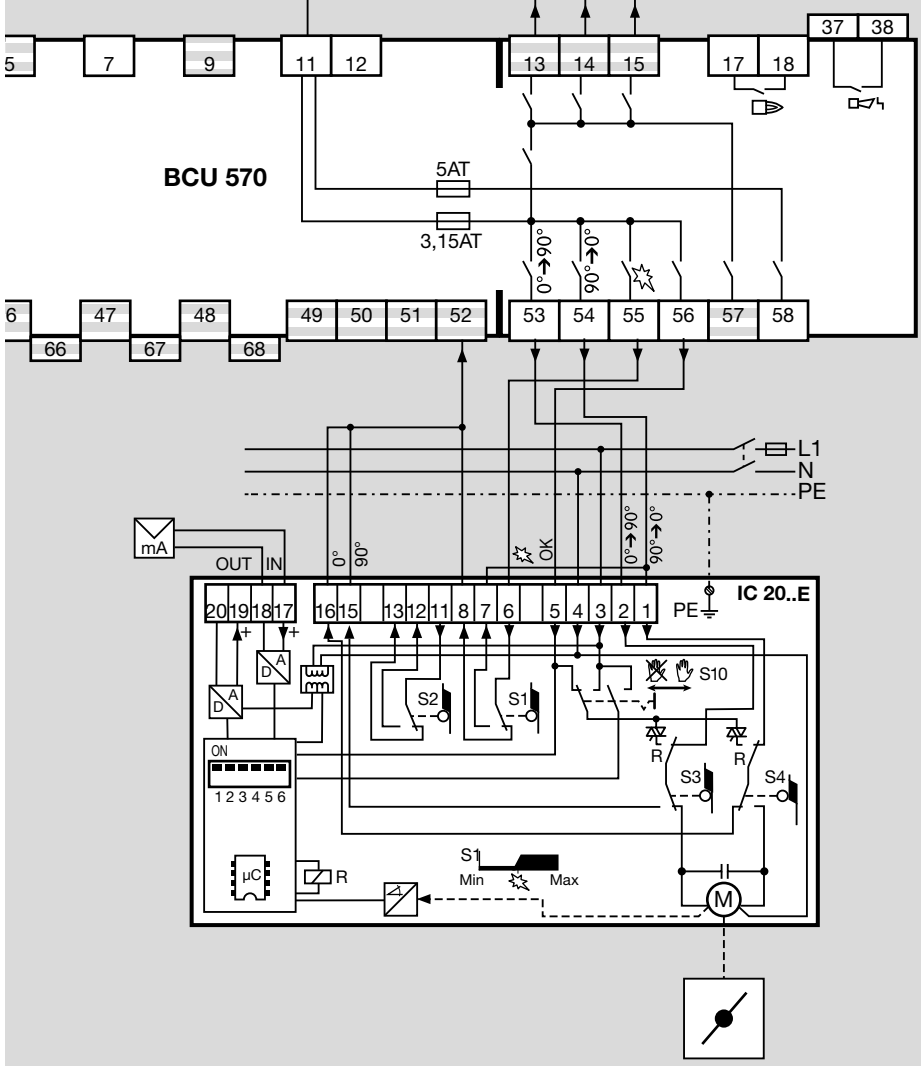 37 38
5 7 9 11 12 13 14 15 17 18
BCU 570
5AT
3,15AT
0°➔90°
90°➔0°
6 47 48 49 50 51 52 53 54 55 56 57 58
66 67 68
L1
N
PE
mA
OUT IN
0°
90°
OK
0°➔90°
90°➔0°
IC 20..E
20 19 18 17 16 15 13 12 11 8 7 6 5 4 3 2 1
PE
+ +
A
D
A
D
S10
S2
S1
ON
1 2 3 4 5 6
R R
S3
S4
µC
R
S1
Min Max
M